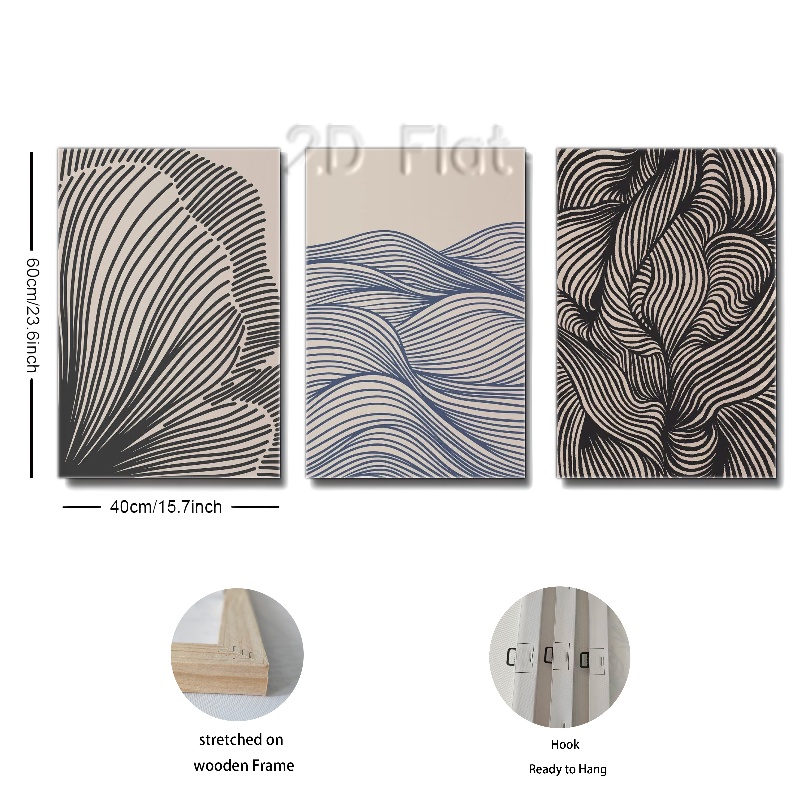 2D Flat
60cm/23.6inch
40cm/15.7inch
stretched on
wooden Frame
Hook
Ready to Hang